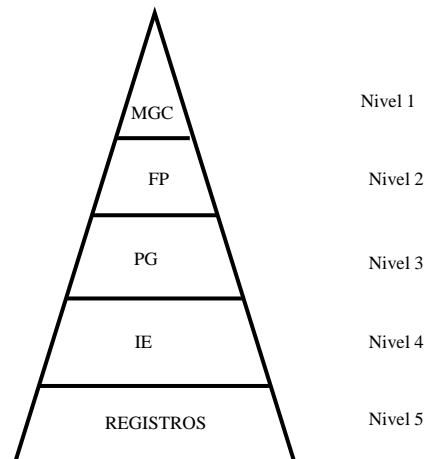 MGC Nivel 1
FP Nivel 2
PG Nivel 3
IE Nivel 4
REGISTROS Nivel 5